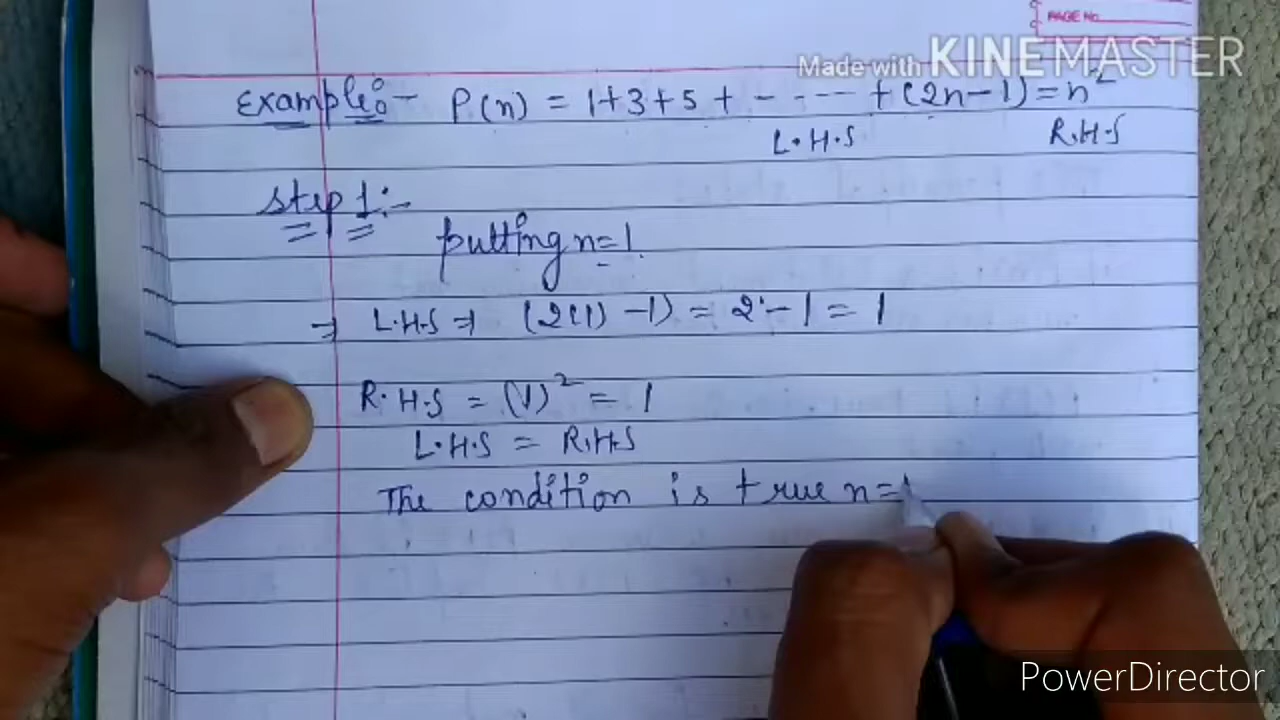 PAGE No.
Made with KINEMASTER
Example:- P(n) = 1+3+5+ - - - - - +(2n-1)=n²
L.H.S R.H.S
Step 1:-
putting n=1
⇒ L.H.S ⇒ (2(1) -1) = 2-1 = 1
R.H.S = (1)² = 1
L.H.S = R.H.S
The condition is true n=1
PowerDirector